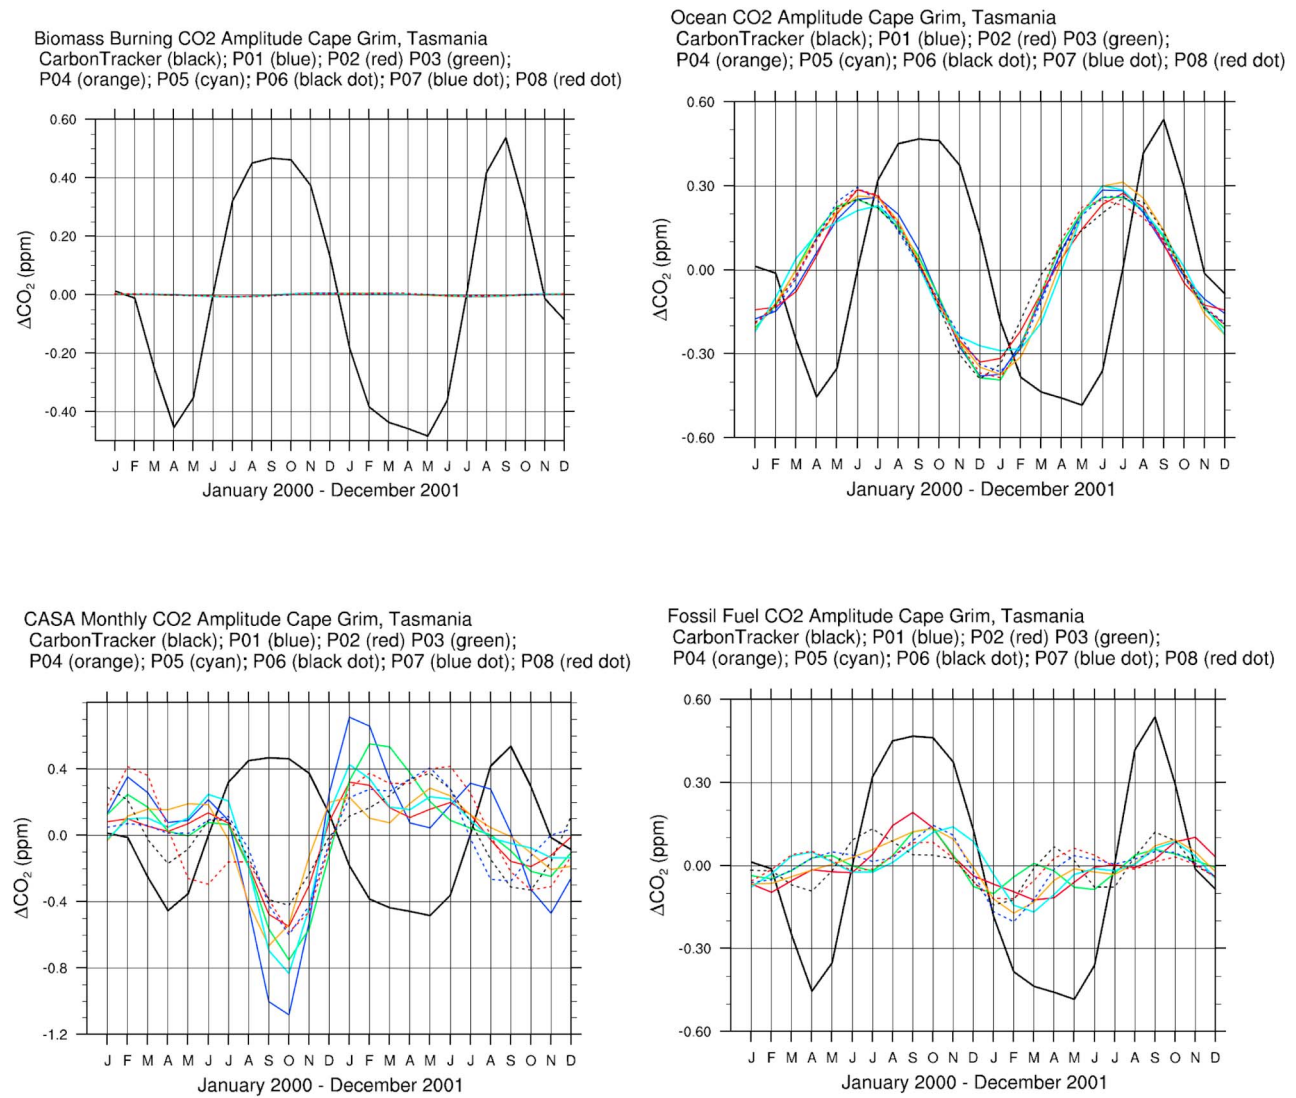 Biomass Burning CO2 Amplitude Cape Grim, Tasmania
CarbonTracker (black); P01 (blue); P02 (red) P03 (green);
P04 (orange); P05 (cyan); P06 (black dot); P07 (blue dot); P08 (red dot)
0.60
0.40
0.20
0.00
-0.20
-0.40
ΔCO₂ (ppm)
J F M A M J J A S O N D J F M A M J J A S O N D
January 2000 - December 2001
Ocean CO2 Amplitude Cape Grim, Tasmania
CarbonTracker (black); P01 (blue); P02 (red) P03 (green);
P04 (orange); P05 (cyan); P06 (black dot); P07 (blue dot); P08 (red dot)
0.60
0.30
0.00
-0.30
-0.60
ΔCO₂ (ppm)
J F M A M J J A S O N D J F M A M J J A S O N D
January 2000 - December 2001
CASA Monthly CO2 Amplitude Cape Grim, Tasmania
CarbonTracker (black); P01 (blue); P02 (red) P03 (green);
P04 (orange); P05 (cyan); P06 (black dot); P07 (blue dot); P08 (red dot)
0.4
0.0
-0.4
-0.8
-1.2
ΔCO₂ (ppm)
J F M A M J J A S O N D J F M A M J J A S O N D
January 2000 - December 2001
Fossil Fuel CO2 Amplitude Cape Grim, Tasmania
CarbonTracker (black); P01 (blue); P02 (red) P03 (green);
P04 (orange); P05 (cyan); P06 (black dot); P07 (blue dot); P08 (red dot)
0.60
0.30
0.00
-0.30
-0.60
ΔCO₂ (ppm)
J F M A M J J A S O N D J F M A M J J A S O N D
January 2000 - December 2001